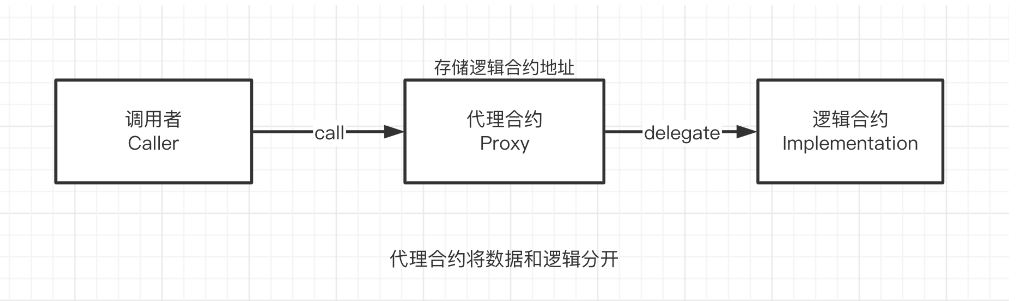 存储逻辑合约地址
调用者
Caller
call
代理合约
Proxy
delegate
逻辑合约
Implementation
代理合约将数据和逻辑分开